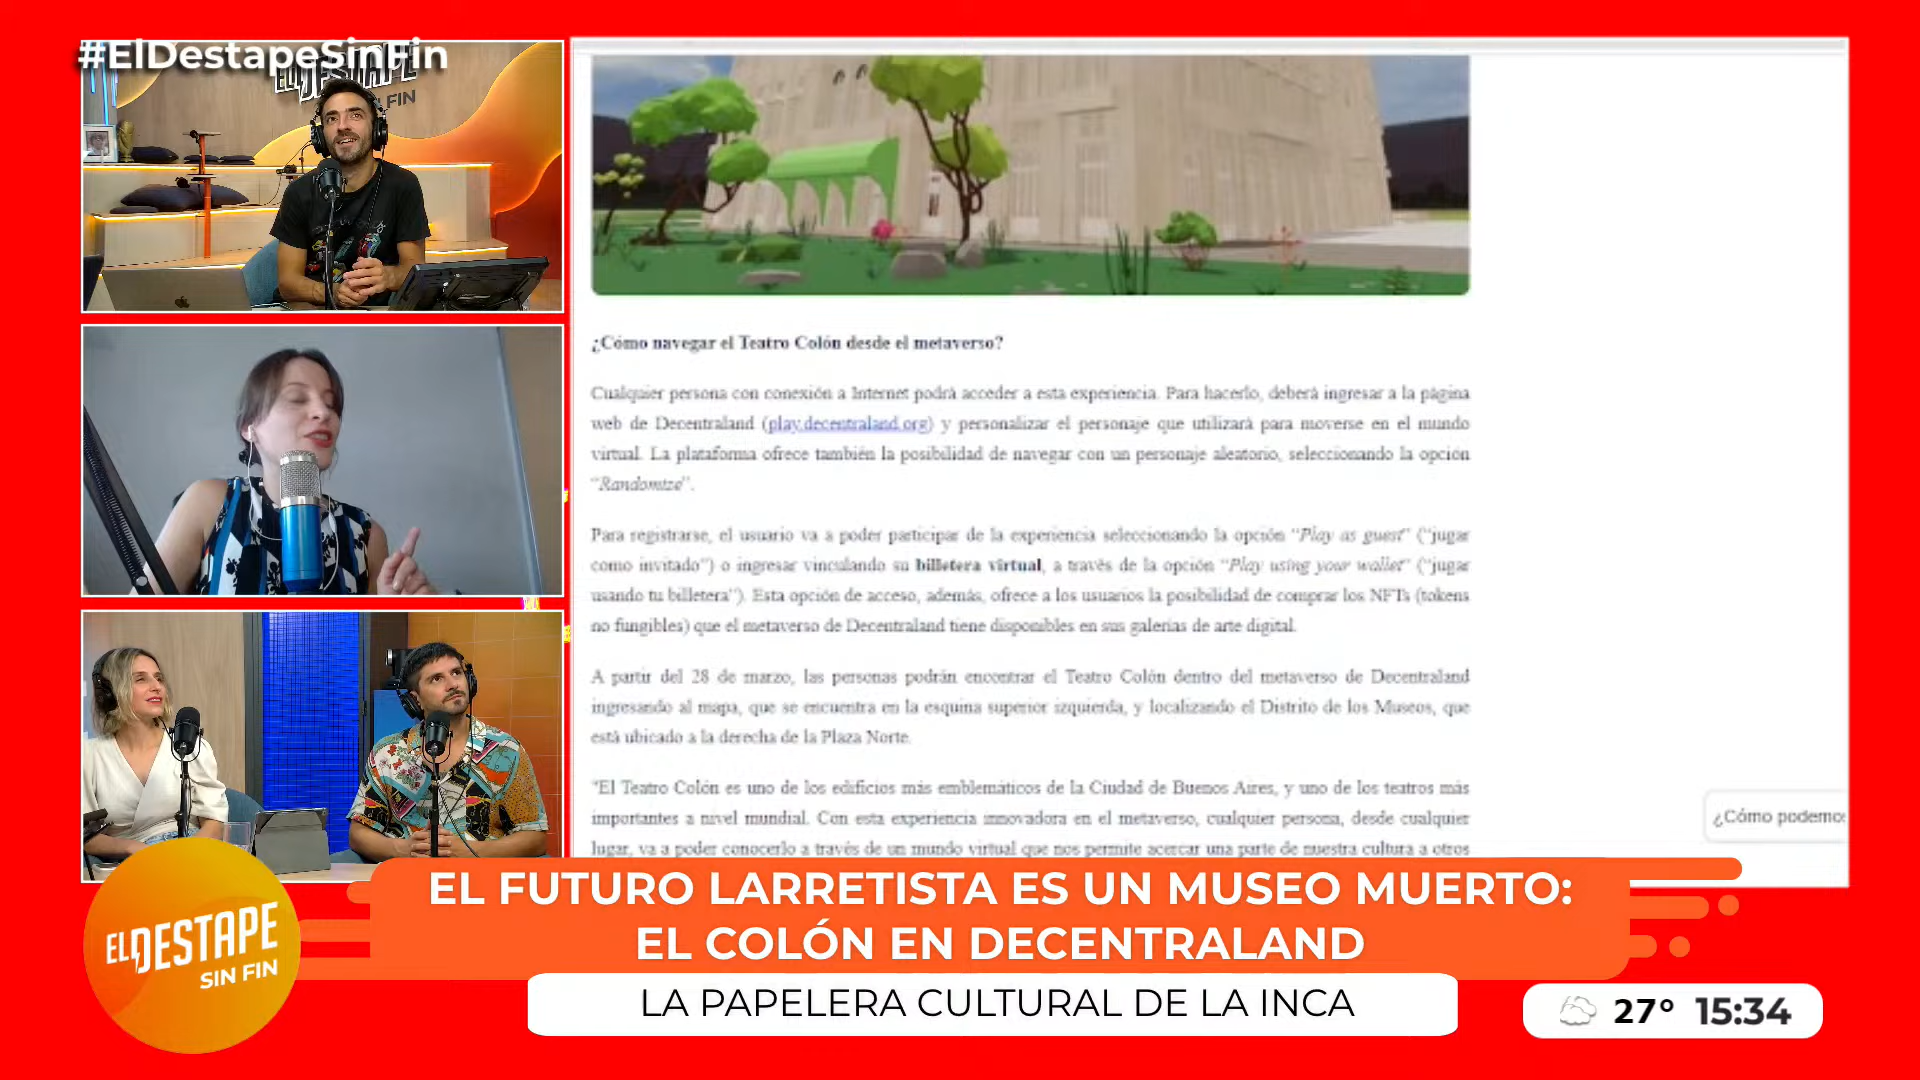 #ElDestapeSinFin
EL DESTAPE
SIN FIN
¿Cómo navegar el Teatro Colón desde el metaverso?
Cualquier persona con conexión a Internet podrá acceder a esta experiencia. Para hacerlo, deberá ingresar a la página
web de Decentraland (play.decentraland.org) y personalizar el personaje que utilizará para moverse en el mundo
virtual. La plataforma ofrece también la posibilidad de navegar con un personaje aleatorio, seleccionando la opción
“Randomize”.
Para registrarse, el usuario va a poder participar de la experiencia seleccionando la opción “Play as guest” (“jugar
como invitado”) o ingresar vinculando su billetera virtual, a través de la opción “Play using your wallet” (“jugar
usando tu billetera”). Esta opción de acceso, además, ofrece a los usuarios la posibilidad de comprar los NFTs (tokens
no fungibles) que el metaverso de Decentraland tiene disponibles en sus galerías de arte digital.
A partir del 28 de marzo, las personas podrán encontrar el Teatro Colón dentro del metaverso de Decentraland
ingresando al mapa, que se encuentra en la esquina superior izquierda, y localizando el Distrito de los Museos, que
está ubicado a la derecha de la Plaza Norte.
"El Teatro Colón es uno de los edificios más emblemáticos de la Ciudad de Buenos Aires, y uno de los teatros más
importantes a nivel mundial. Con esta experiencia innovadora en el metaverso, cualquier persona, desde cualquier
lugar, va a poder conocerlo a través de un mundo virtual que nos permite acercar una parte de nuestra cultura a otros
¿Cómo podemos
EL FUTURO LARRETISTA ES UN MUSEO MUERTO:
EL COLÓN EN DECENTRALAND
LA PAPELERA CULTURAL DE LA INCA
EL DESTAPE
SIN FIN
27° 15:34